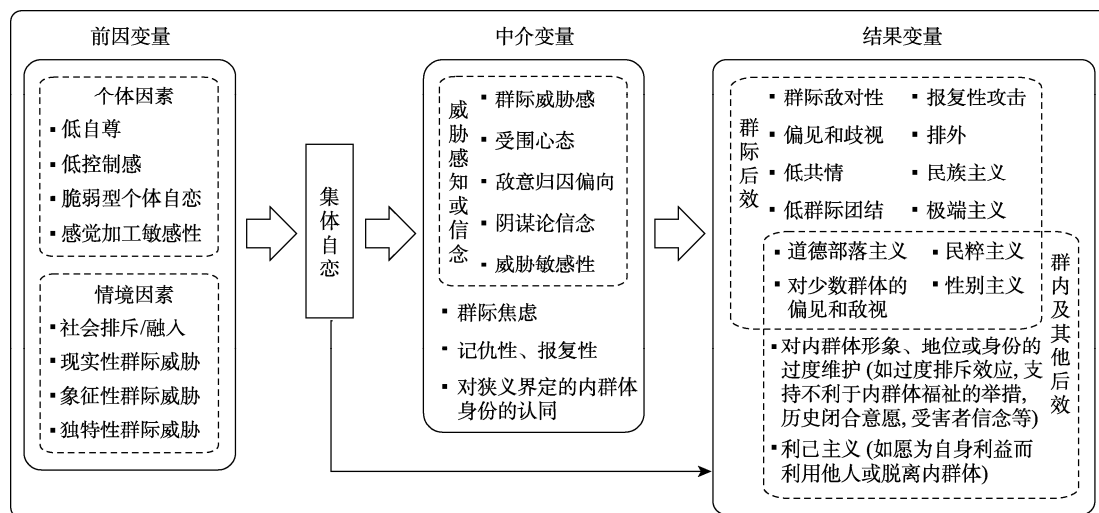 前因变量
个体因素
▪ 低自尊
▪ 低控制感
▪ 脆弱型个体自恋
▪ 感觉加工敏感性
情境因素
▪ 社会排斥/融入
▪ 现实性群际威胁
▪ 象征性群际威胁
▪ 独特性群际威胁
集体自恋
中介变量
威胁感知或信念
▪ 群际威胁感
▪ 受围心态
▪ 敌意归因偏向
▪ 阴谋论信念
▪ 威胁敏感性
▪ 群际焦虑
▪ 记仇性、报复性
▪ 对狭义界定的内群体
身份的认同
结果变量
群际后效
▪ 群际敌对性
▪ 报复性攻击
▪ 偏见和歧视
▪ 排外
▪ 低共情
▪ 民族主义
▪ 低群际团结
▪ 极端主义
▪ 道德部落主义
▪ 民粹主义
▪ 对少数群体的
偏见和敌视
▪ 性别主义
群内及其他后效
▪ 对内群体形象、地位或身份的
过度维护 (如过度排斥效应, 支
持不利于内群体福祉的举措,
历史闭合意愿, 受害者信念等)
▪ 利己主义 (如愿为自身利益而
利用他人或脱离内群体)